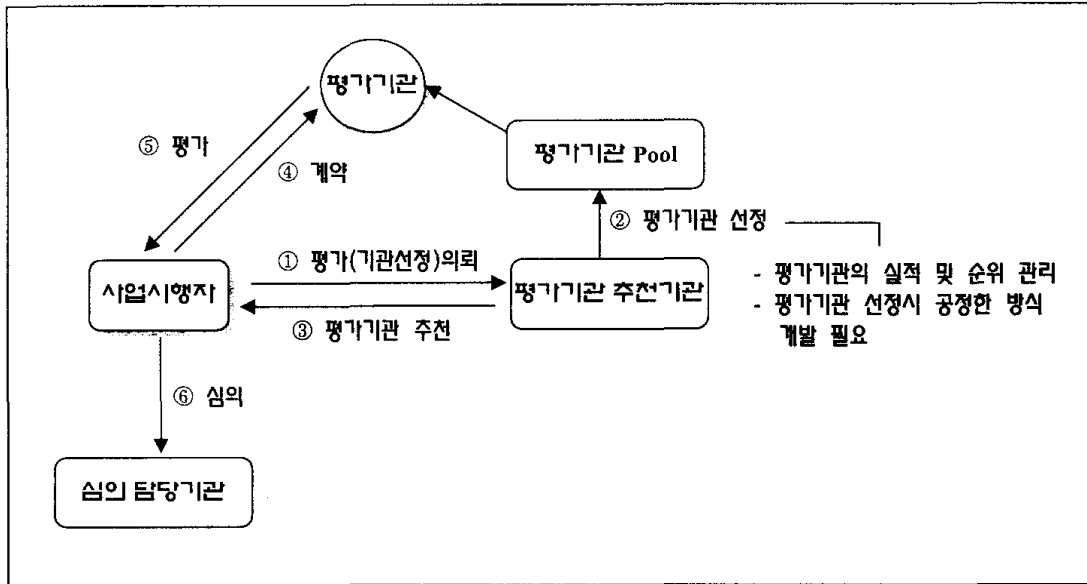 평가기관
⑤ 평가
④ 계약
평가기관 Pool
② 평가기관 선정
① 평가(기관선정)의뢰
- 평가기관의 실적 및 순위 관리
사업시행자
평가기관 추천기관
- 평가기관 선정시 공정한 방식
개발 필요
③ 평가기관 추천
⑥ 심의
심의 담당기관